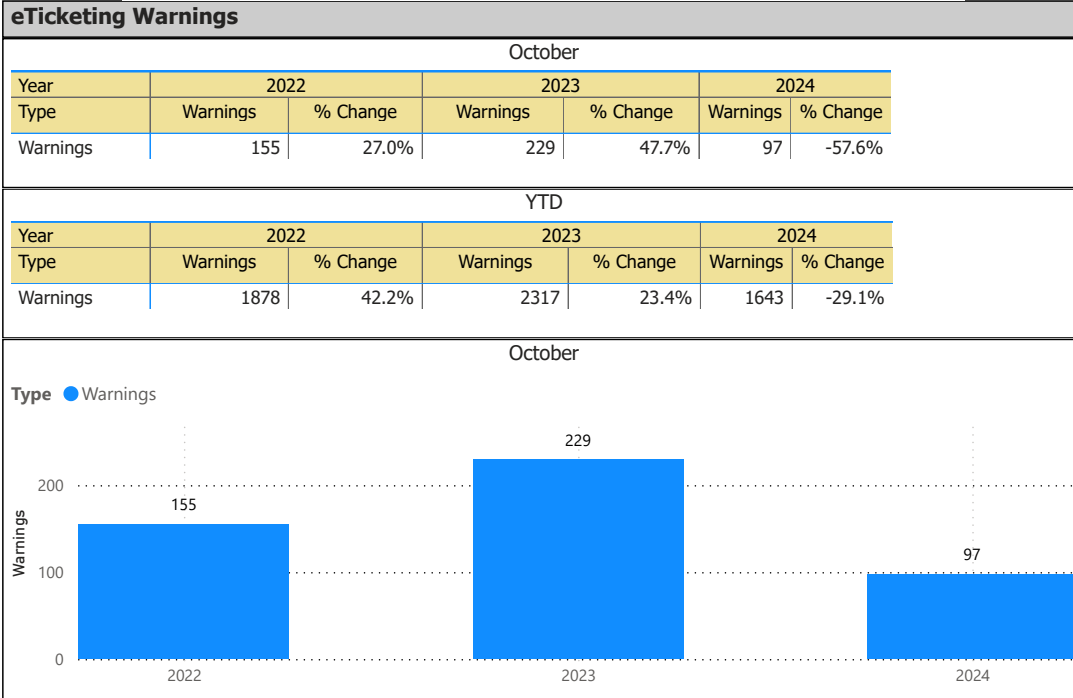 eTicketing Warnings
October
Year 2022 2023 2024
Type Warnings % Change Warnings % Change Warnings % Change
Warnings 155 27.0% 229 47.7% 97 -57.6%
YTD
Year 2022 2023 2024
Type Warnings % Change Warnings % Change Warnings % Change
Warnings 1878 42.2% 2317 23.4% 1643 -29.1%
October
Type Warnings
229
200
155
Warnings
97
100
0
2022 2023 2024